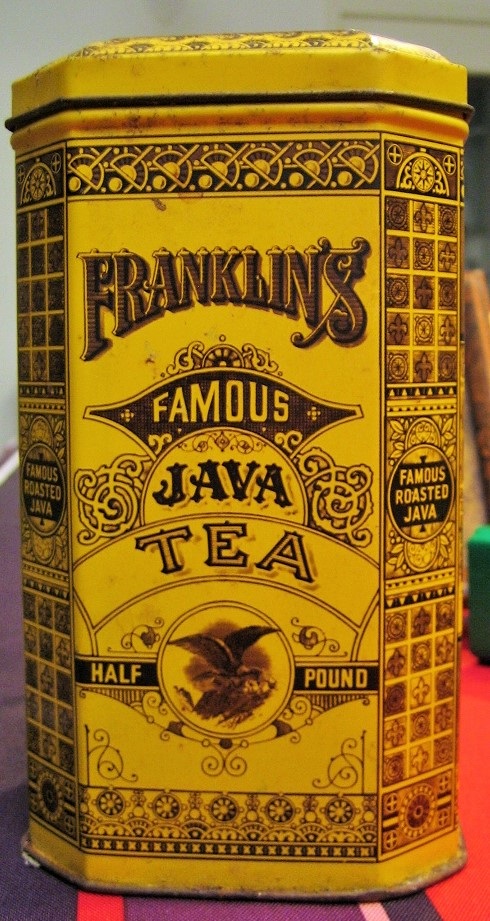 FRANKLIN'S
FAMOUS
JAVA
TEA
HALF POUND
FAMOUS
ROASTED
JAVA
FAMOUS
ROASTED
JAVA